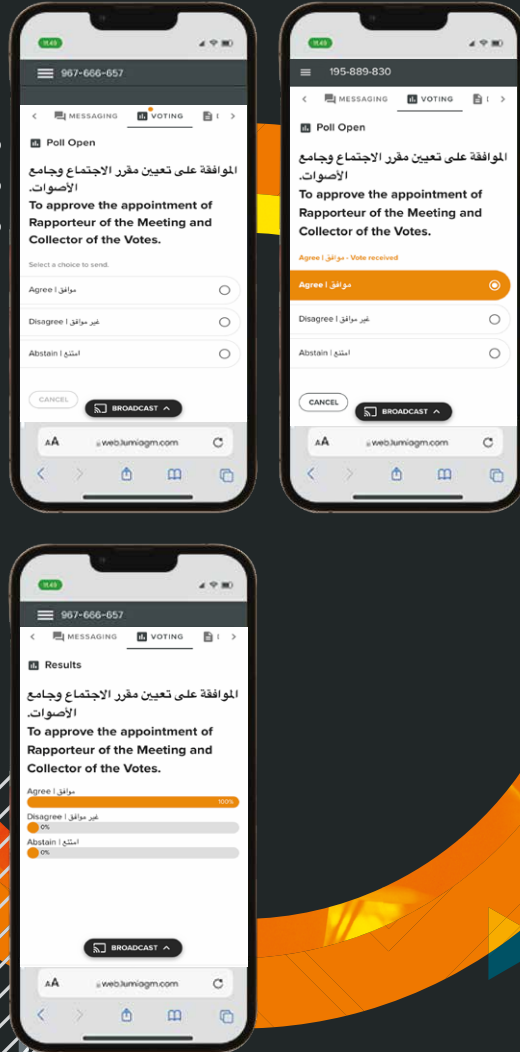 11.43
967-666-657
MESSAGING
VOTING
Poll Open
الموافقة على تعيين مقرر الاجتماع وجامع
الأصوات.
To approve the appointment of
Rapporteur of the Meeting and
Collector of the Votes.
Select a choice to send.
Agree | موافق
Disagree | غير موافق
Abstain | امتنع
CANCEL
BROADCAST
AA
web.lumiagm.com
11.43
195-889-830
MESSAGING
VOTING
Poll Open
الموافقة على تعيين مقرر الاجتماع وجامع
الأصوات.
To approve the appointment of
Rapporteur of the Meeting and
Collector of the Votes.
Agree | موافق - Vote received
Agree | موافق
Disagree | غير موافق
Abstain | امتنع
CANCEL
BROADCAST
AA
web.lumiagm.com
11.43
967-666-657
MESSAGING
VOTING
Results
الموافقة على تعيين مقرر الاجتماع وجامع
الأصوات.
To approve the appointment of
Rapporteur of the Meeting and
Collector of the Votes.
Agree | موافق
100%
Disagree | غير موافق
0%
Abstain | امتنع
0%
BROADCAST
AA
web.lumiagm.com